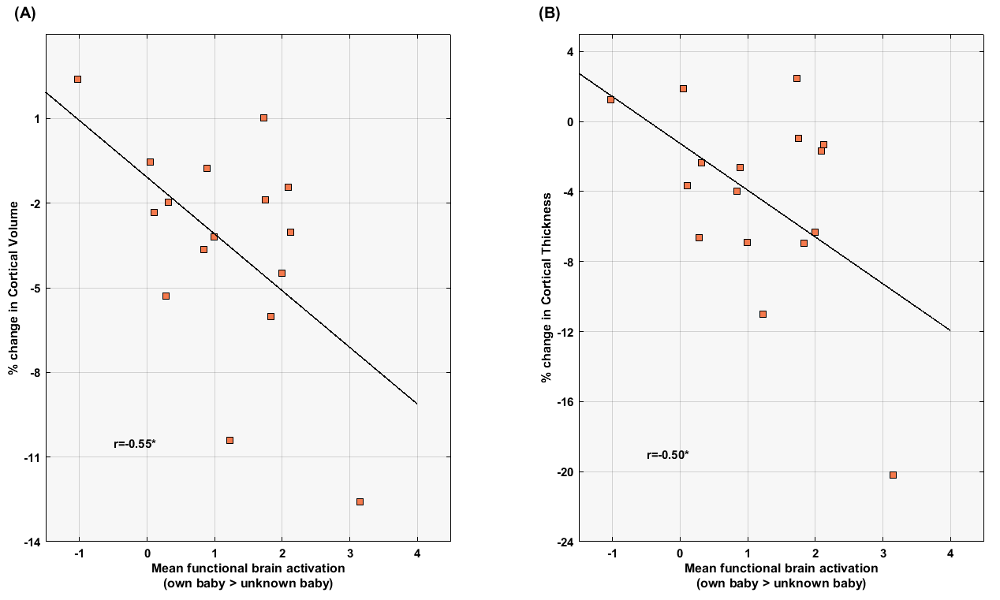 (A)
% change in Cortical Volume
1
-2
-5
-8
-11
-14
r=-0.55*
-1 0 1 2 3 4
Mean functional brain activation
(own baby > unknown baby)
(B)
% change in Cortical Thickness
4
0
-4
-8
-12
-16
-20
-24
r=-0.50*
-1 0 1 2 3 4
Mean functional brain activation
(own baby > unknown baby)